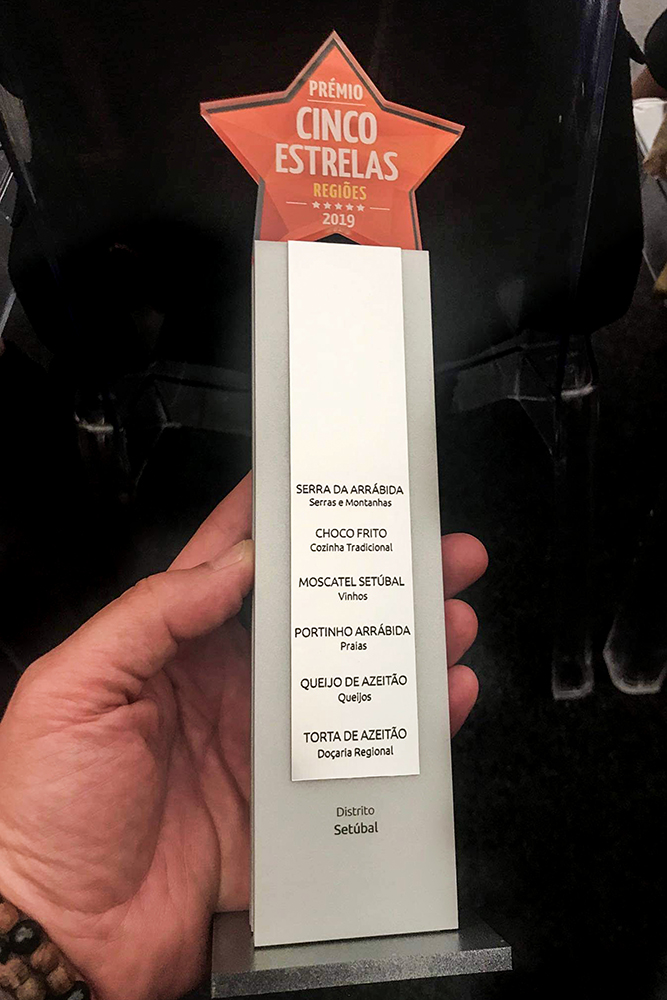 PRÉMIO
CINCO
ESTRELAS
REGIÕES
2019
SERRA DA ARRÁBIDA
Serras e Montanhas
CHOCO FRITO
Cozinha Tradicional
MOSCATEL SETÚBAL
Vinhos
PORTINHO ARRÁBIDA
Praias
QUEIJO DE AZEITÃO
Queijos
TORTA DE AZEITÃO
Doçaria Regional
Distrito
Setúbal